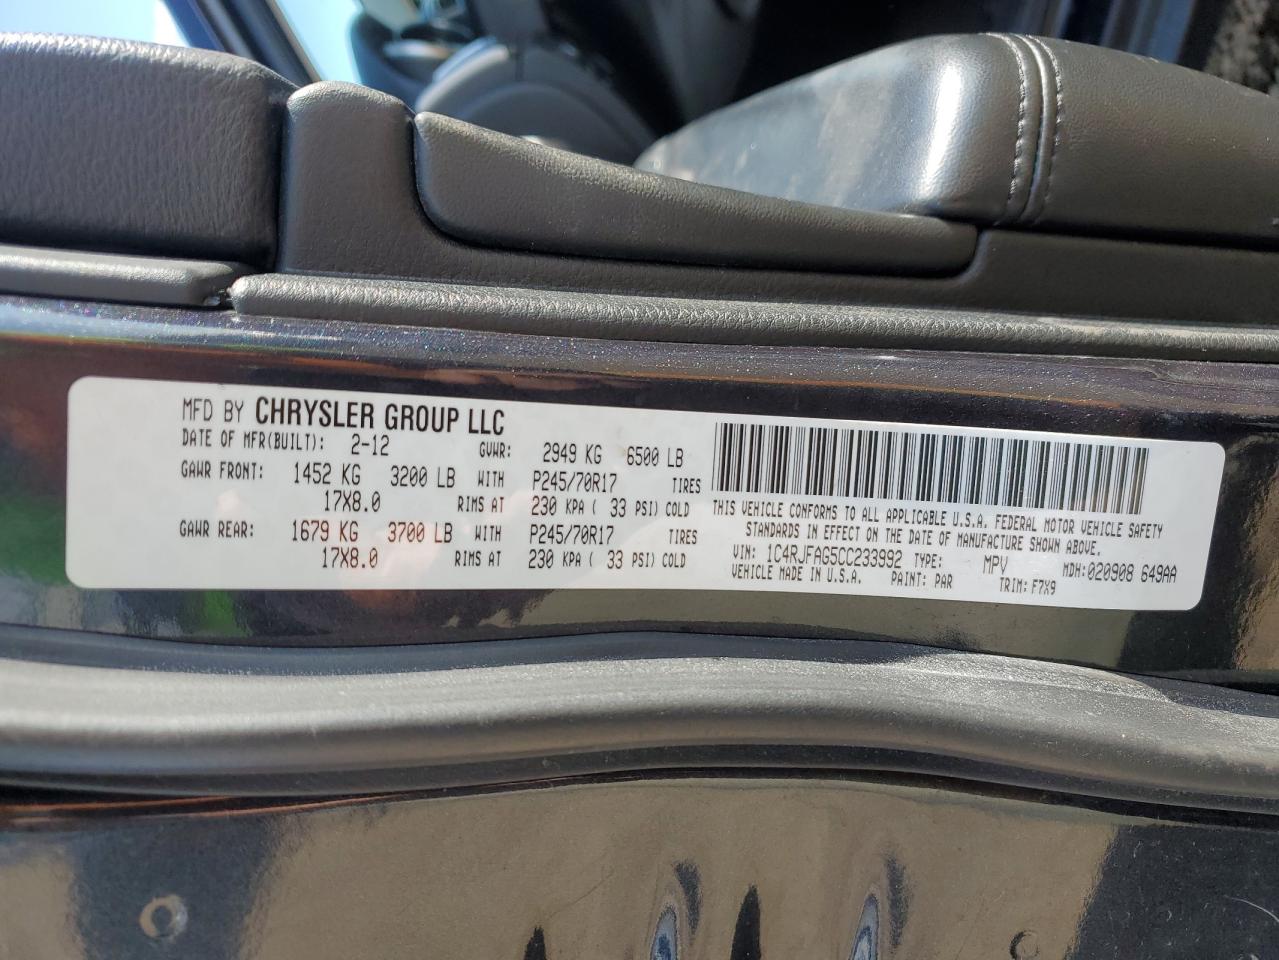 MFD BY CHRYSLER GROUP LLC
DATE OF MFR(BUILT): 2-12 GVWR: 2949 KG 6500 LB
GAWR FRONT: 1452 KG 3200 LB WITH P245/70R17 TIRES
17X8.0 RIMS AT 230 KPA ( 33 PSI) COLD
GAWR REAR: 1679 KG 3700 LB WITH P245/70R17 TIRES
17X8.0 RIMS AT 230 KPA ( 33 PSI) COLD
THIS VEHICLE CONFORMS TO ALL APPLICABLE U.S.A. FEDERAL MOTOR VEHICLE SAFETY
STANDARDS IN EFFECT ON THE DATE OF MANUFACTURE SHOWN ABOVE.
VIN: 1C4RJFAG5CC233992 TYPE: MPV MDH: 020908 649AA
VEHICLE MADE IN U.S.A. PAINT: PAR TRIM: F7X9